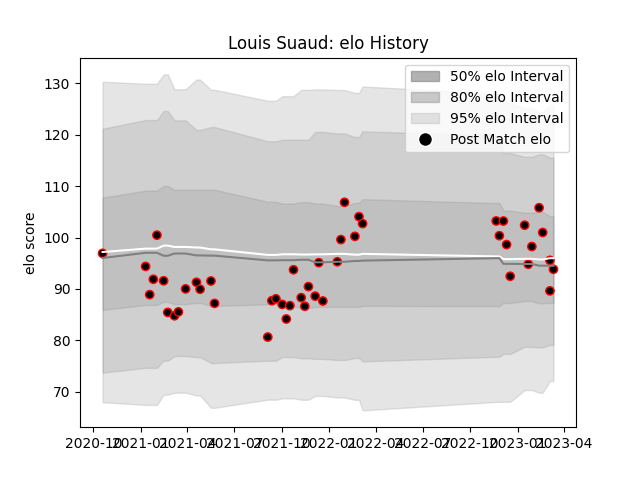 Louis Suaud: elo History
50% elo Interval
80% elo Interval
95% elo Interval
Post Match elo
elo score
130
120
110
100
90
80
70
2020-10 2021-01 2021-04 2021-07 2021-10 2022-01 2022-04 2022-07 2022-10 2023-01 2023-04